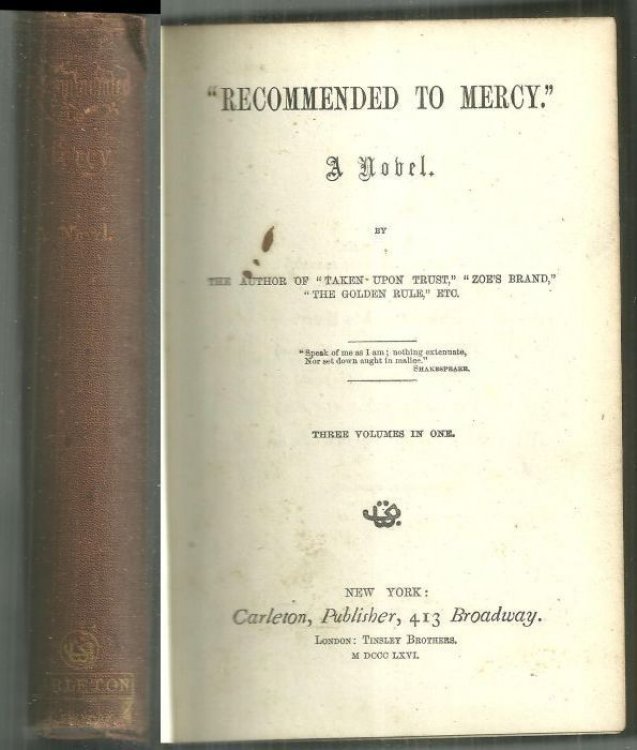 Mercy.
Novel.
CARLETON
"RECOMMENDED TO MERCY."
A Novel.
BY
THE AUTHOR OF "TAKEN UPON TRUST," "ZOE'S BRAND,"
"THE GOLDEN RULE," ETC.
"Speak of me as I am; nothing extenuate,
Nor set down aught in malice."
SHAKESPEARE.
THREE VOLUMES IN ONE.
NEW YORK:
Carleton, Publisher, 413 Broadway.
LONDON: TINSLEY BROTHERS.
M DCCC LXVI.